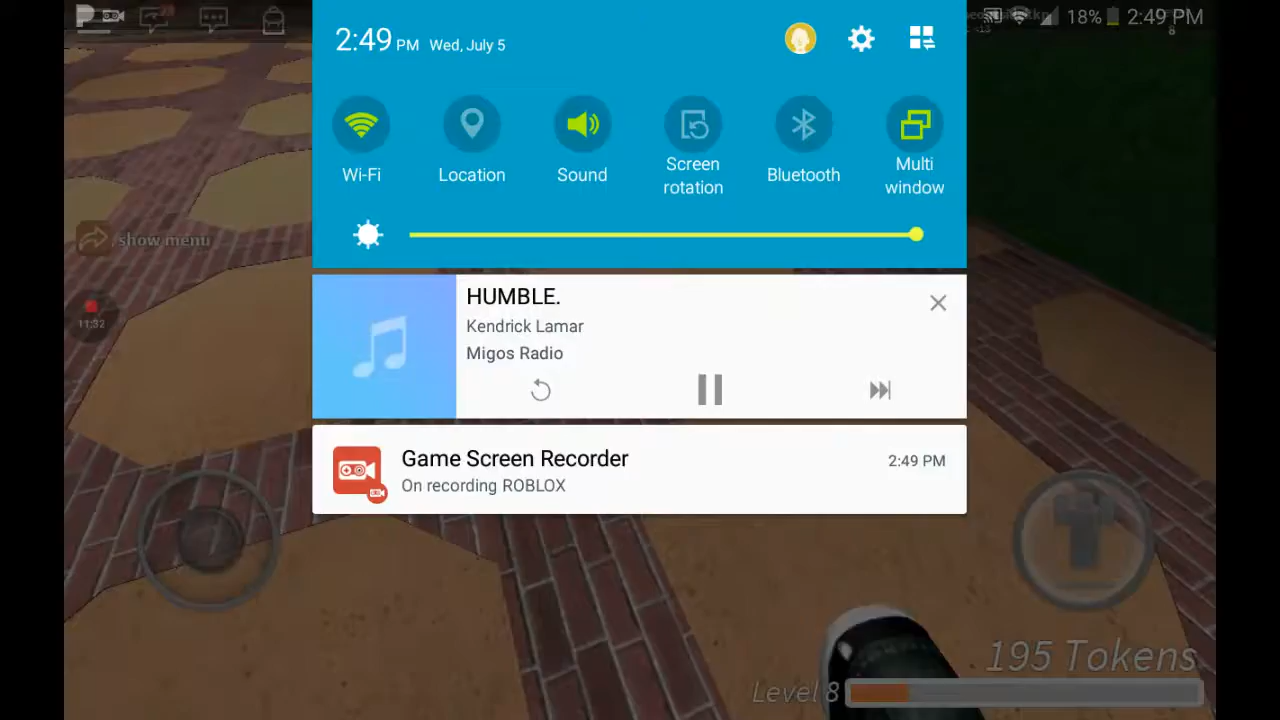 18% 2:49 PM
8
2:49 PM Wed, July 5
Wi-Fi
Location
Sound
Screen
rotation
Bluetooth
Multi
window
show menu
11:32
HUMBLE.
Kendrick Lamar
Migos Radio
Game Screen Recorder
2:49 PM
On recording ROBLOX
195 Tokens
Level 8